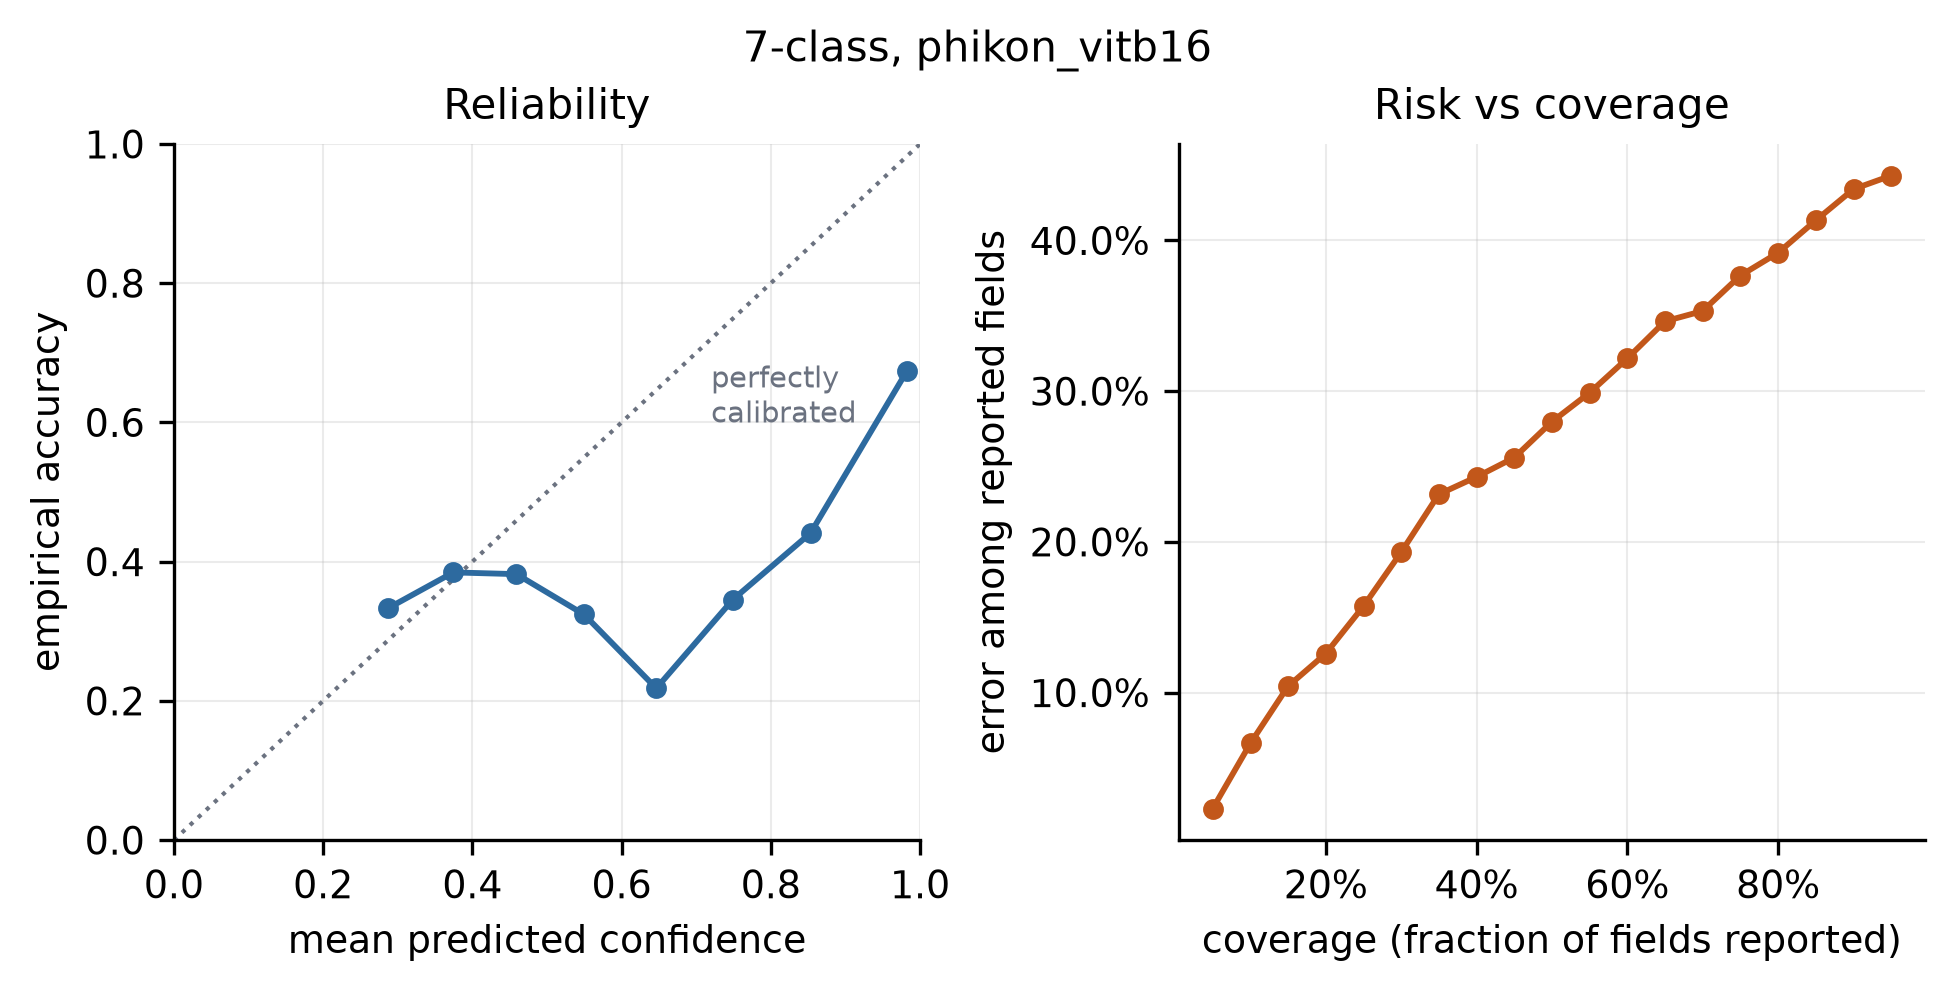 7-class, phikon_vitb16
Reliability
1.0
0.8
0.6
0.4
0.2
0.0
empirical accuracy
perfectly
calibrated
0.0 0.2 0.4 0.6 0.8 1.0
mean predicted confidence
Risk vs coverage
40.0%
30.0%
20.0%
10.0%
error among reported fields
20% 40% 60% 80%
coverage (fraction of fields reported)